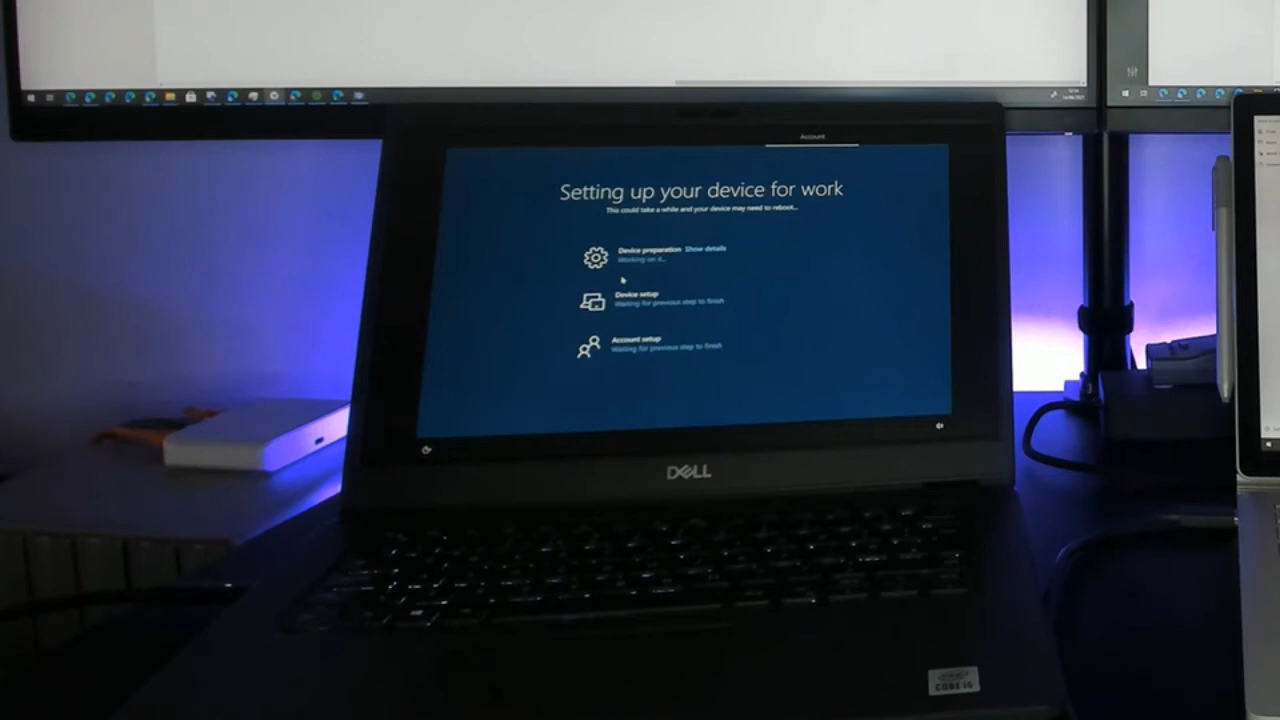 Account
Setting up your device for work
This could take a while and your device may need to reboot...
Device preparation Show details
Working on it...
Device setup
Waiting for previous step to finish
Account setup
Waiting for previous step to finish
DELL
CORE i5